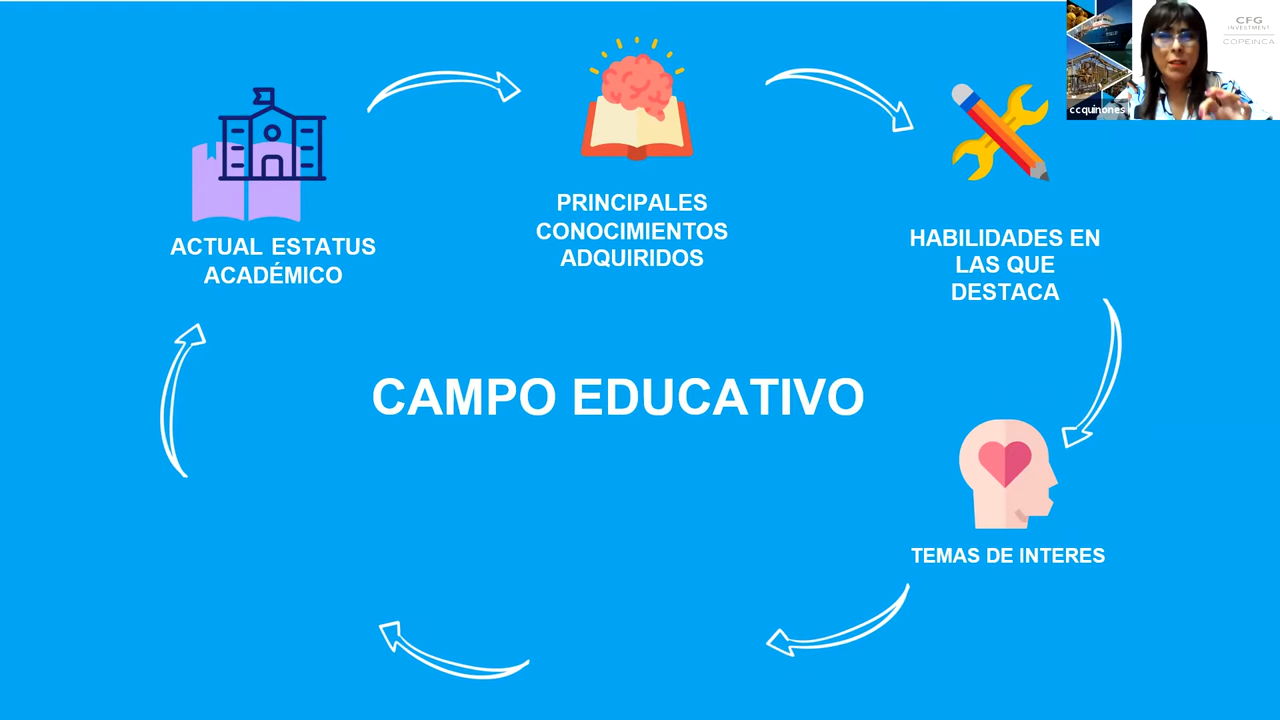 CFG
INVESTMENT
COPEINCA
ccquinones
ACTUAL ESTATUS
ACADÉMICO
PRINCIPALES
CONOCIMIENTOS
ADQUIRIDOS
HABILIDADES EN
LAS QUE
DESTACA
CAMPO EDUCATIVO
TEMAS DE INTERES